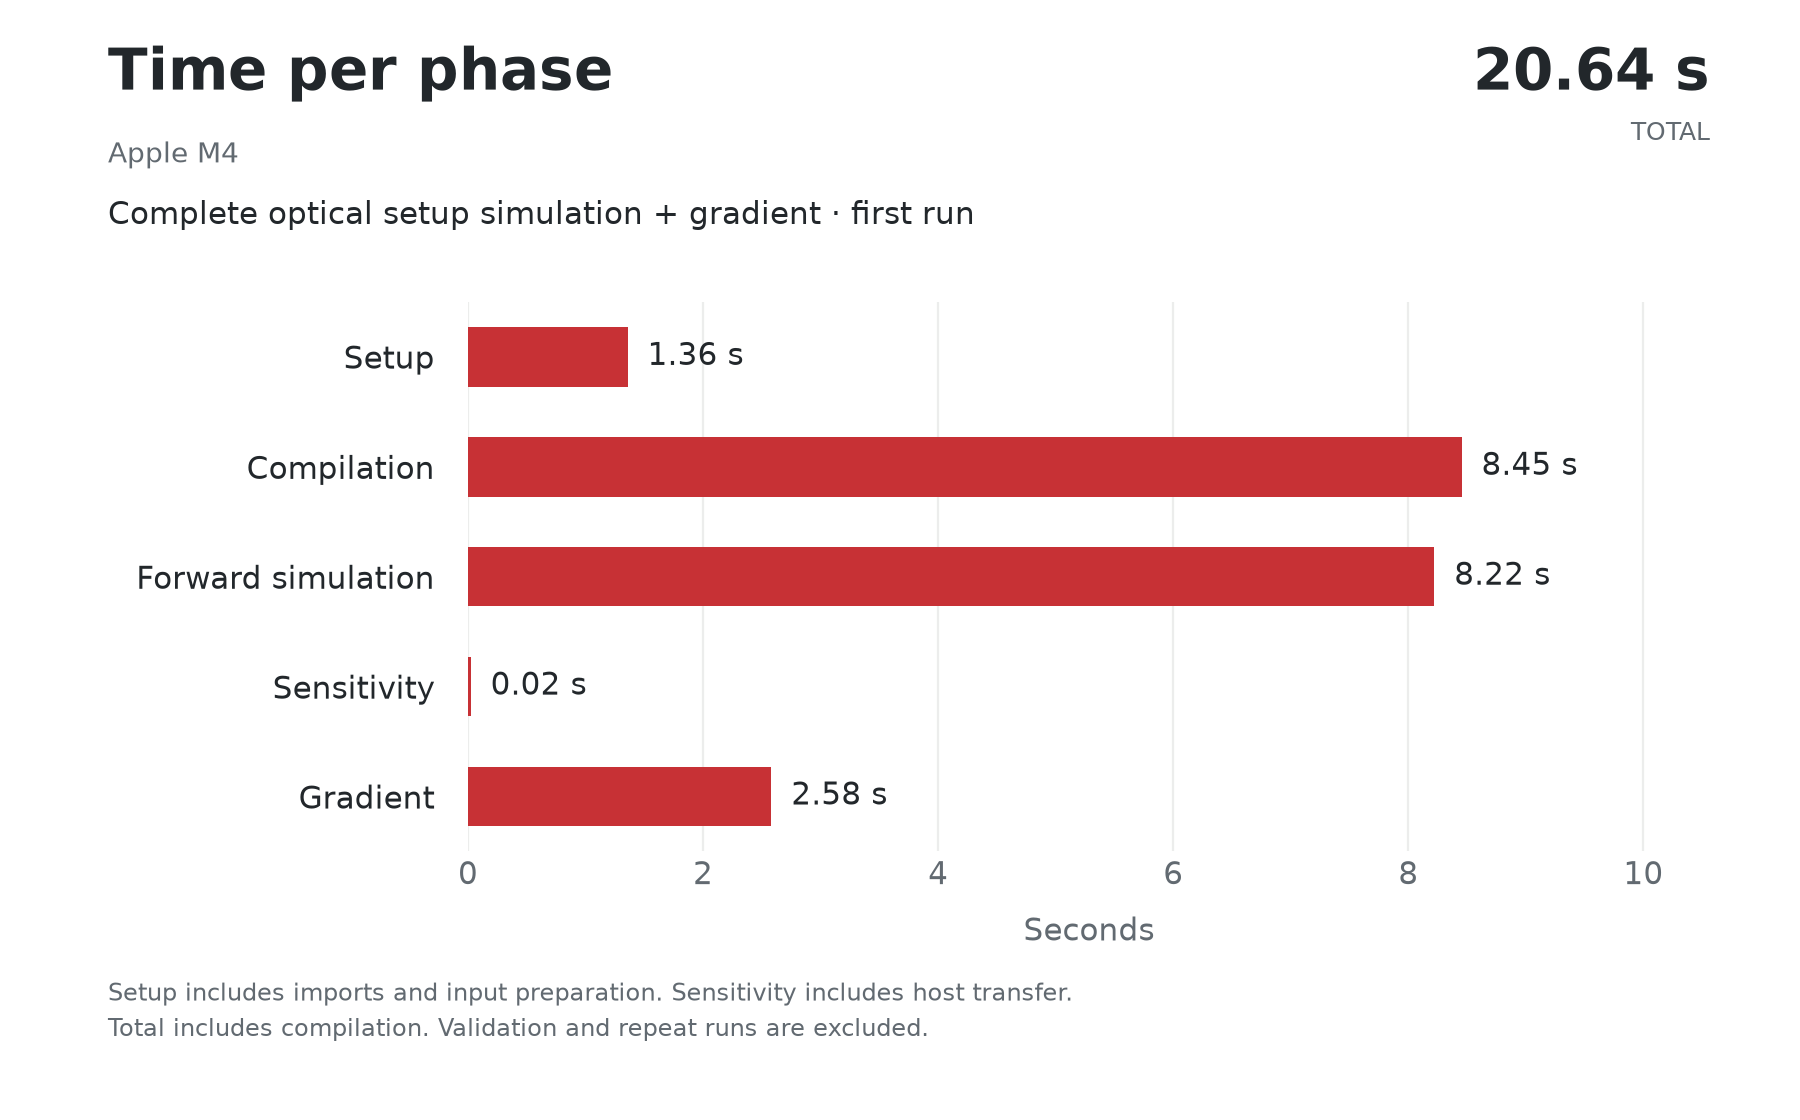 Time per phase
20.64 s
TOTAL
Apple M4
Complete optical setup simulation + gradient · first run
Setup
1.36 s
Compilation
8.45 s
Forward simulation
8.22 s
Sensitivity
0.02 s
Gradient
2.58 s
0 2 4 6 8 10
Seconds
Setup includes imports and input preparation. Sensitivity includes host transfer.
Total includes compilation. Validation and repeat runs are excluded.